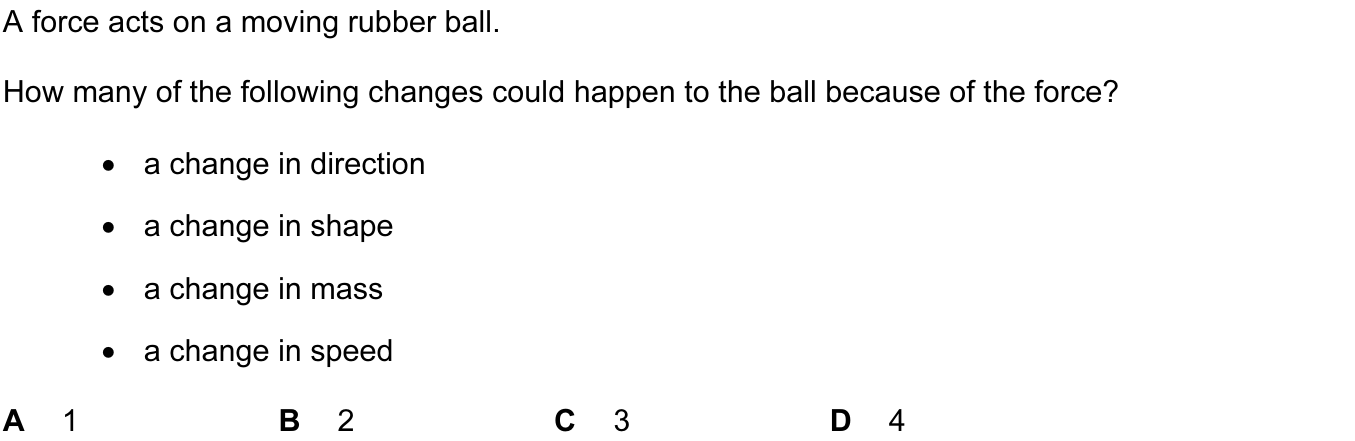 A force acts on a moving rubber ball.
How many of the following changes could happen to the ball because of the force?
• a change in direction
• a change in shape
• a change in mass
• a change in speed
A 1 B 2 C 3 D 4